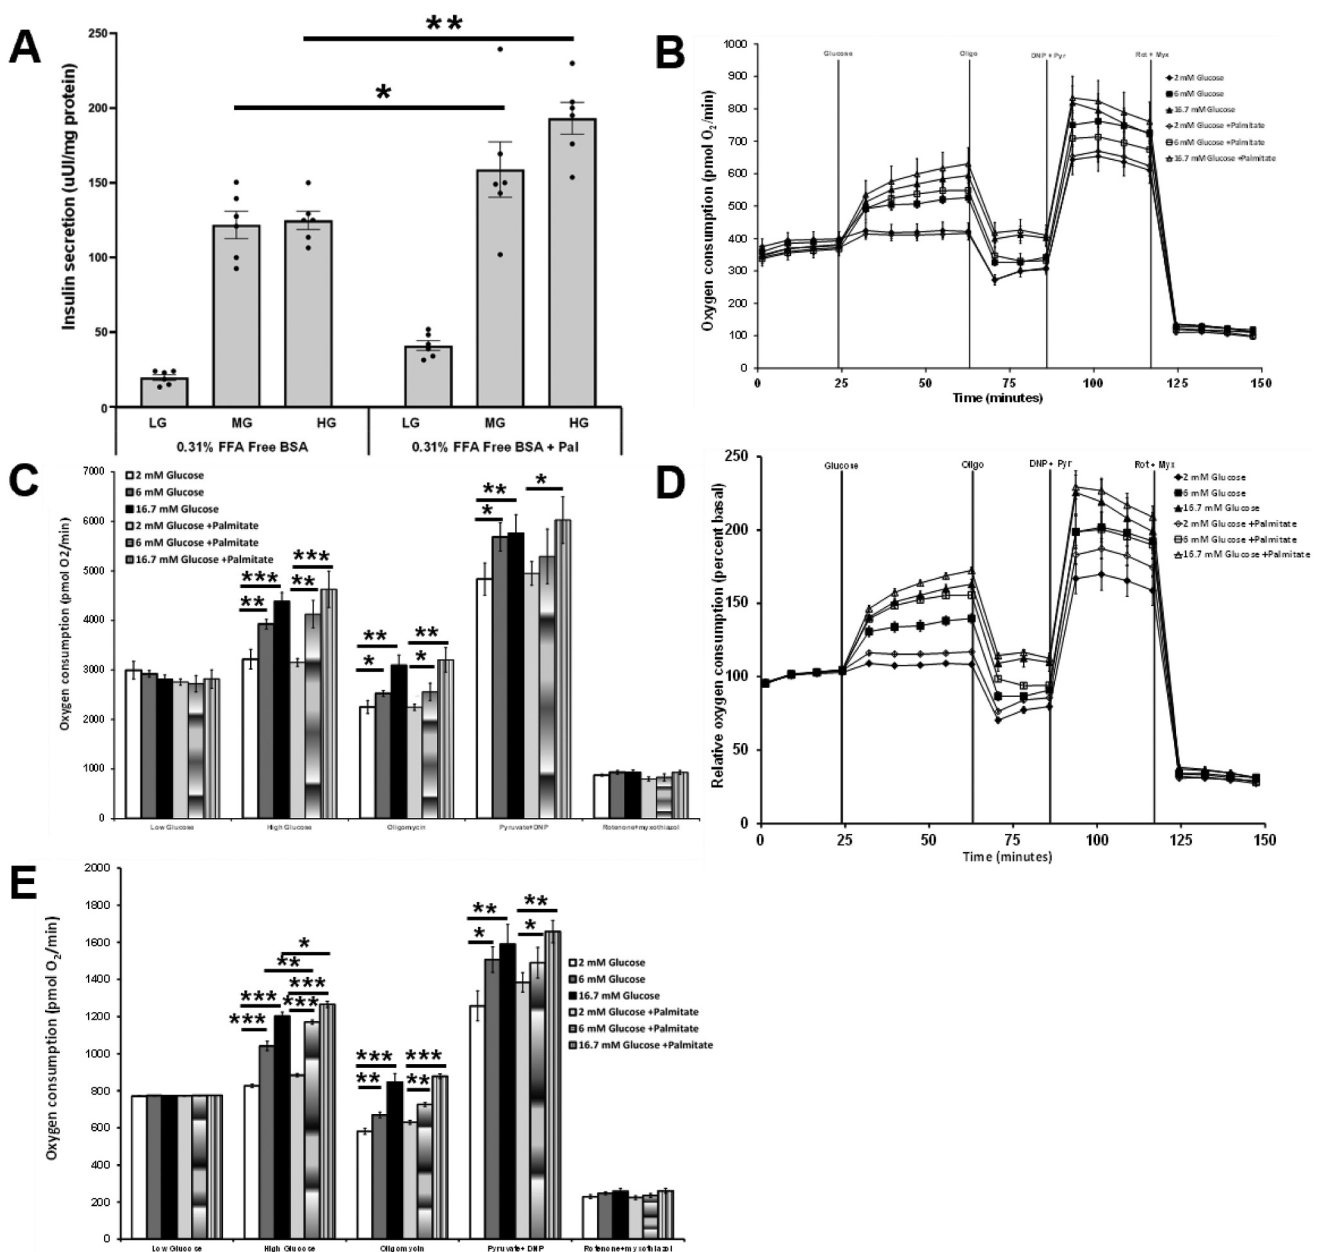 A
250
200
150
100
50
0
Insulin secretion (uUI/mg protein)
**
*
LG MG HG LG MG HG
0.31% FFA Free BSA 0.31% FFA Free BSA + Pal
B
1000
900
800
700
600
500
400
300
200
100
0
Oxygen consumption (pmol O2/min)
Glucose Oligo DNP + Pyr Rot + Myx
2 mM Glucose
6 mM Glucose
16.7 mM Glucose
2 mM Glucose +Palmitate
6 mM Glucose +Palmitate
16.7 mM Glucose +Palmitate
0 25 50 75 100 125 150
Time (minutes)
C
7000
6000
5000
4000
3000
2000
1000
0
Oxygen consumption (pmol O2/min)
2 mM Glucose
6 mM Glucose
16.7 mM Glucose
2 mM Glucose +Palmitate
6 mM Glucose +Palmitate
16.7 mM Glucose +Palmitate
*** ***
** **
** **
* *
** *
*
Low Glucose High Glucose Oligomycin Pyruvate+DNP Rotenone+myxothiazol
D
250
200
150
100
50
0
Relative oxygen consumption (percent basal)
Glucose Oligo DNP+ Pyr Rot + Myx
2 mM Glucose
6 mM Glucose
16.7 mM Glucose
2 mM Glucose +Palmitate
6 mM Glucose +Palmitate
16.7 mM Glucose +Palmitate
0 25 50 75 100 125 150
Time (minutes)
E
2000
1800
1600
1400
1200
1000
800
600
400
200
0
Oxygen consumption (pmol O2/min)
*
**
*** ***
*** ***
*** ***
** **
** **
* *
2 mM Glucose
6 mM Glucose
16.7 mM Glucose
2 mM Glucose +Palmitate
6 mM Glucose +Palmitate
16.7 mM Glucose +Palmitate
Low Glucose High Glucose Oligomycin Pyruvate+ DNP Rotenone+myxothiazol